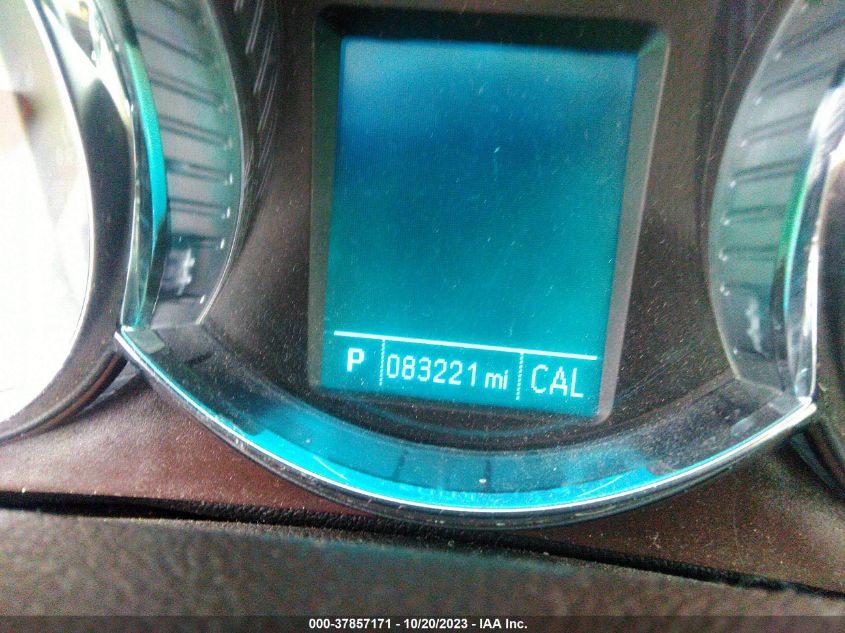 P 083221 mi CAL
000-37857171 - 10/20/2023 - IAA Inc.